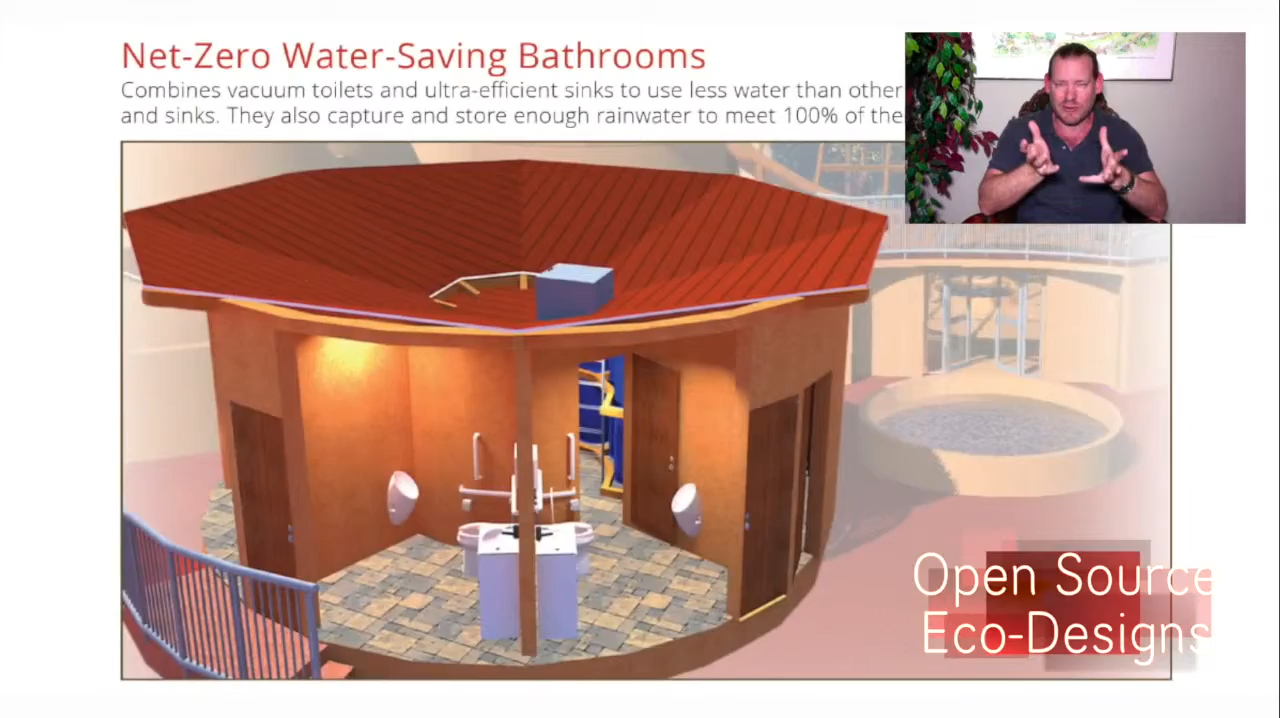 Net-Zero Water-Saving Bathrooms
Combines vacuum toilets and ultra-efficient sinks to use less water than other
and sinks. They also capture and store enough rainwater to meet 100% of
Open Source
Eco-Designs